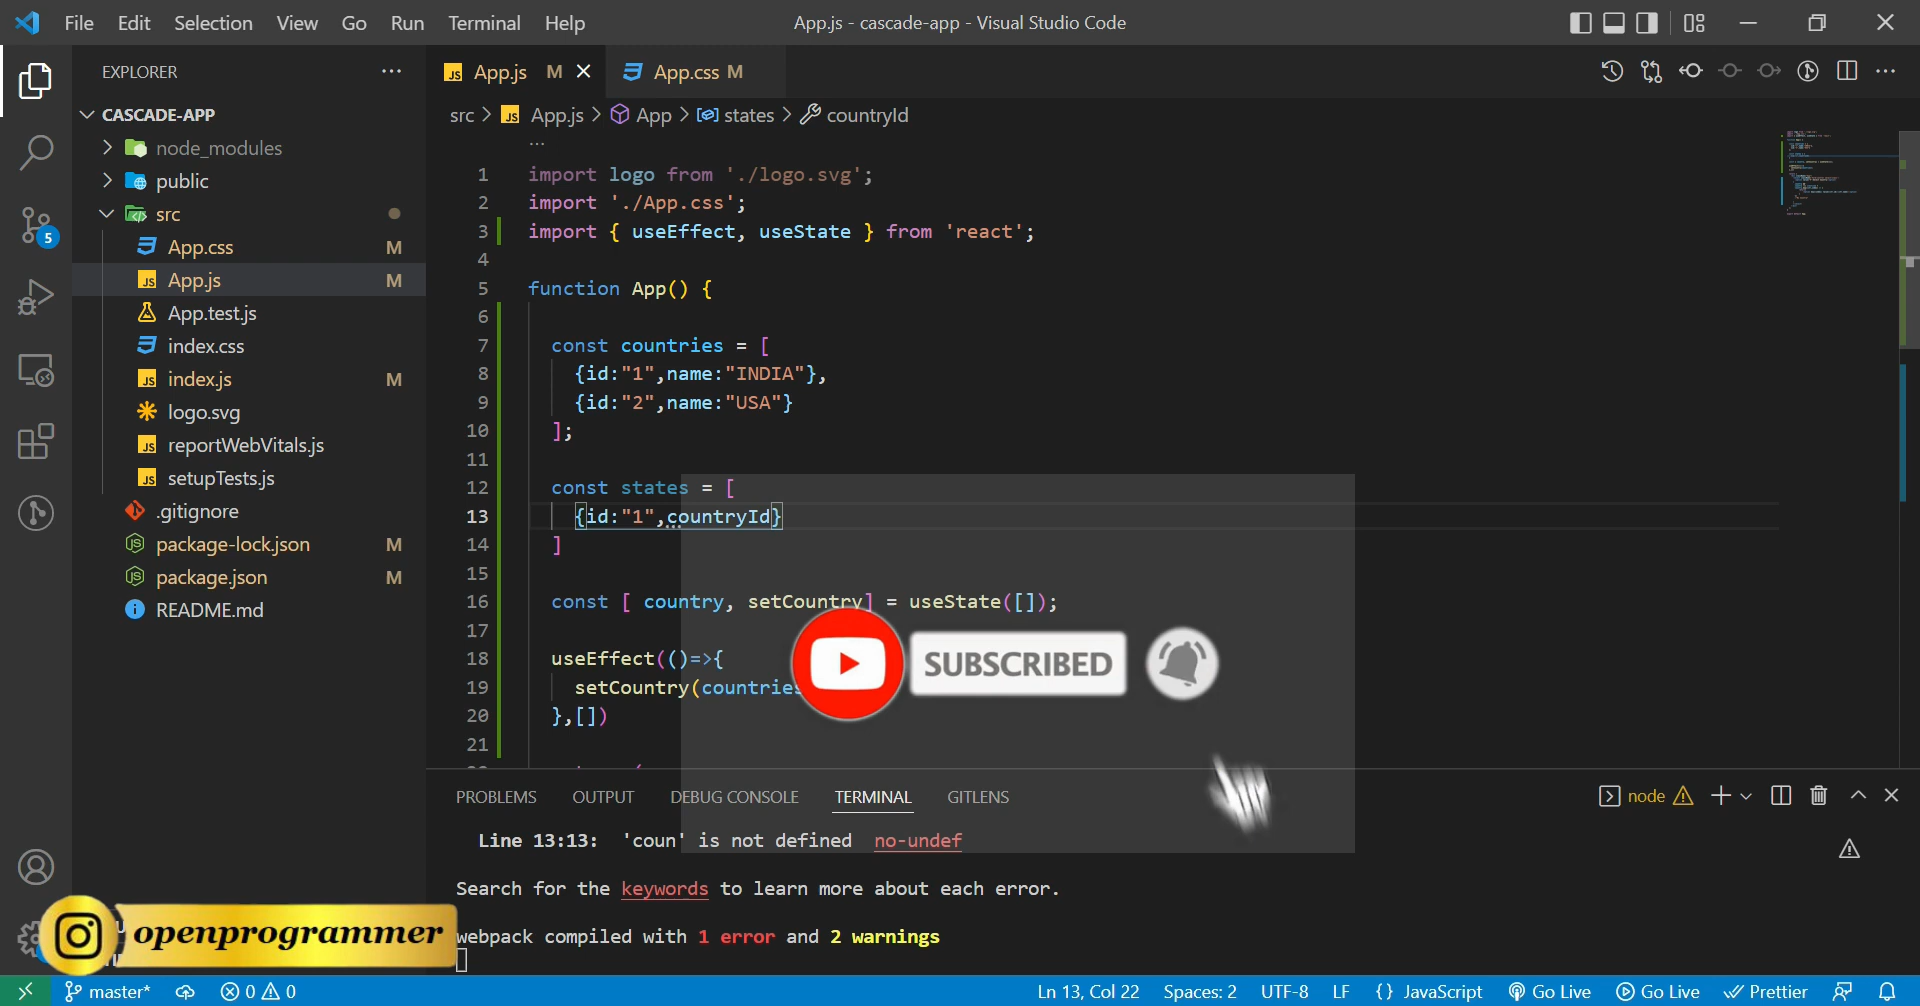 File Edit Selection View Go Run Terminal Help
App.js - cascade-app - Visual Studio Code
EXPLORER
CASCADE-APP
node_modules
public
src
App.css M
App.js M
App.test.js
index.css
index.js M
logo.svg
reportWebVitals.js
setupTests.js
.gitignore
package-lock.json M
package.json M
README.md
5
App.js M
App.css M
src > App.js > App > states > countryId
1 import logo from './logo.svg';
2 import './App.css';
3 import { useEffect, useState } from 'react';
4
5 function App() {
6
7 const countries = [
8 {id:"1",name:"INDIA"},
9 {id:"2",name:"USA"}
10 ];
11
12 const states = [
13 {id:"1",countryId}
14 ]
15
16 const [ country, setCountry] = useState([]);
17
18 useEffect(()=>{
19 setCountry(countries
20 },[])
21
SUBSCRIBED
PROBLEMS OUTPUT DEBUG CONSOLE TERMINAL GITLENS
node
Line 13:13: 'coun' is not defined no-undef
Search for the keywords to learn more about each error.
webpack compiled with 1 error and 2 warnings
openprogrammer
master* 0 0
Ln 13, Col 22 Spaces: 2 UTF-8 LF {} JavaScript Go Live Go Live Prettier